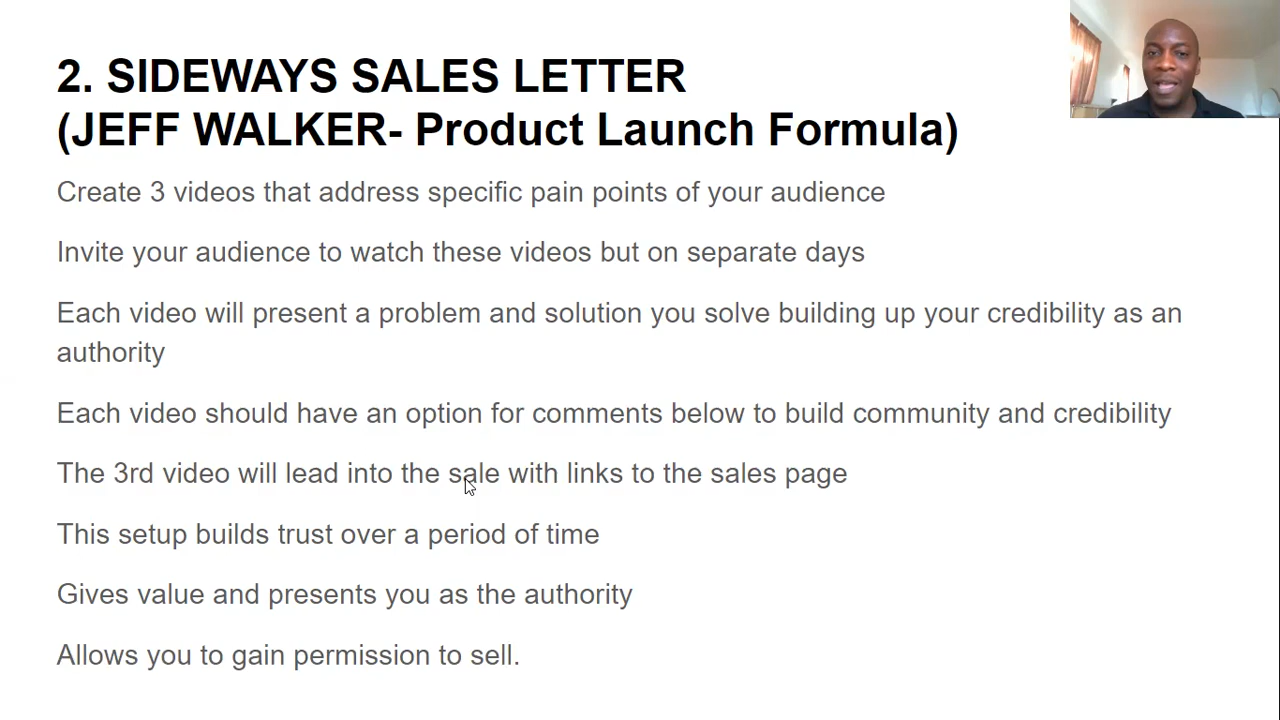 2. SIDEWAYS SALES LETTER
(JEFF WALKER- Product Launch Formula)
Create 3 videos that address specific pain points of your audience
Invite your audience to watch these videos but on separate days
Each video will present a problem and solution you solve building up your credibility as an
authority
Each video should have an option for comments below to build community and credibility
The 3rd video will lead into the sale with links to the sales page
This setup builds trust over a period of time
Gives value and presents you as the authority
Allows you to gain permission to sell.